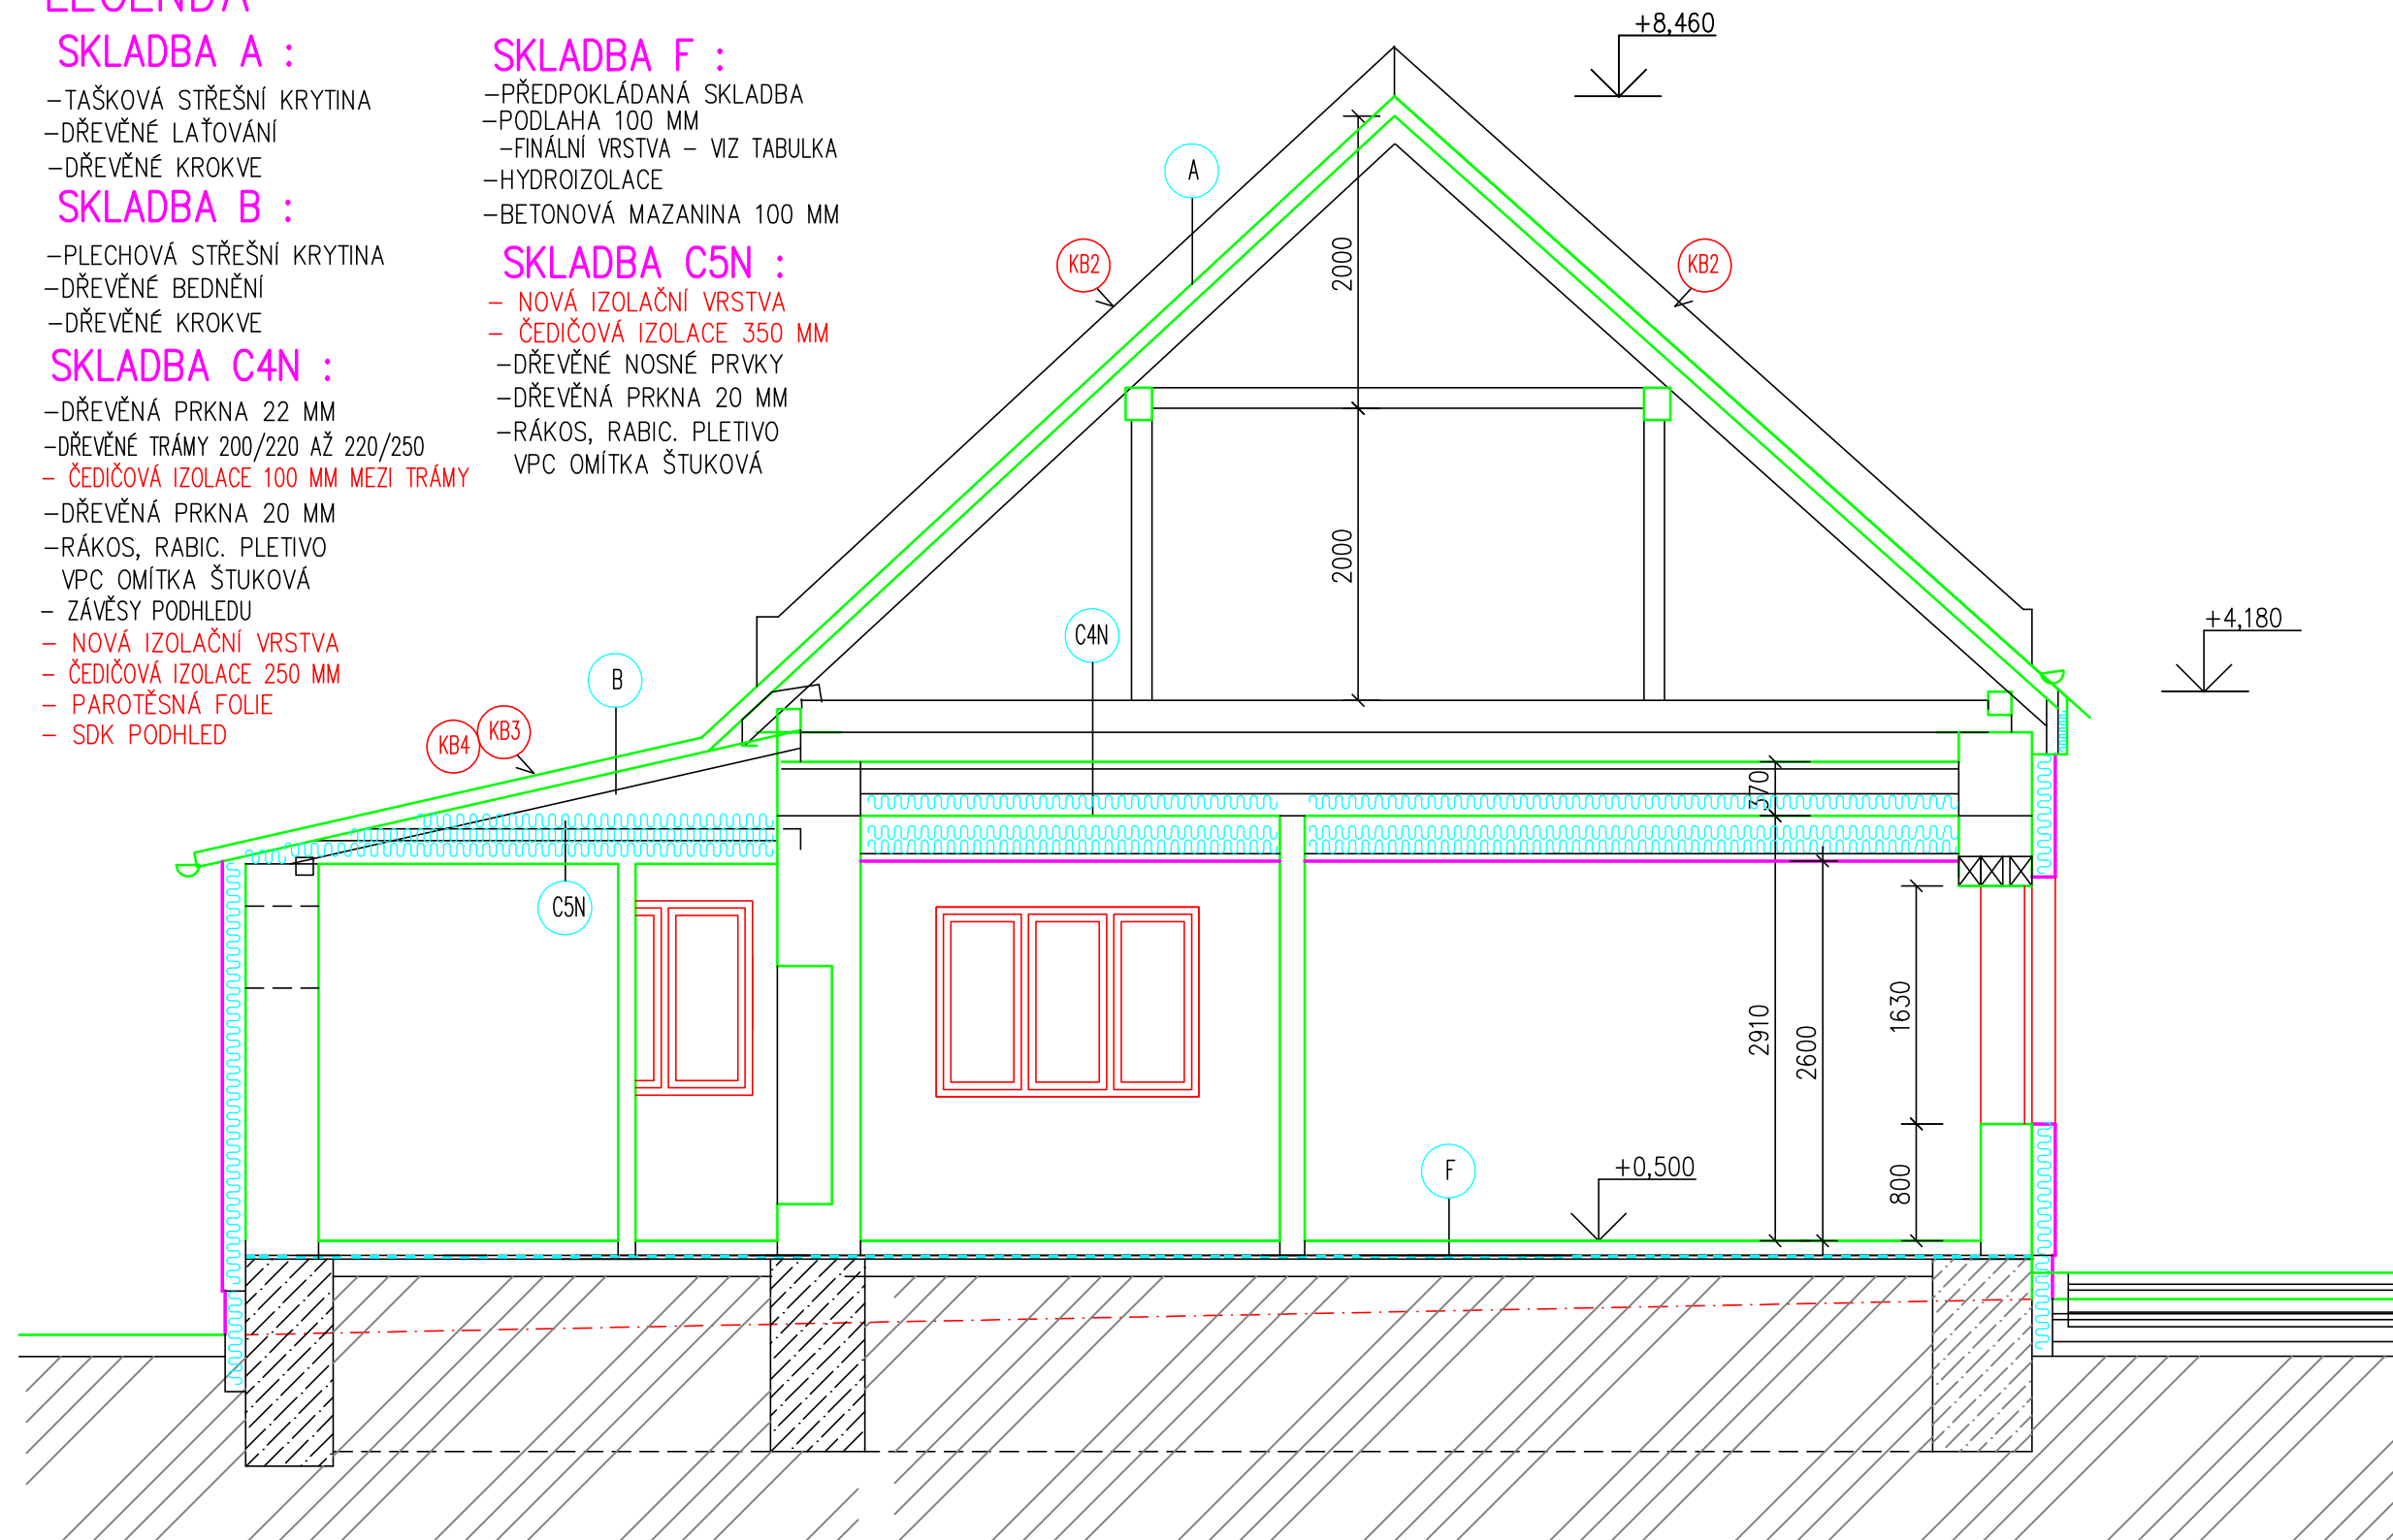 LEGENDA
SKLADBA A :
-TAŠKOVÁ STŘEŠNÍ KRYTINA
-DŘEVĚNÉ LAŤOVÁNÍ
-DŘEVĚNÉ KROKVE
SKLADBA B :
-PLECHOVÁ STŘEŠNÍ KRYTINA
-DŘEVĚNÉ BEDNĚNÍ
-DŘEVĚNÉ KROKVE
SKLADBA C4N :
-DŘEVĚNÁ PRKNA 22 MM
-DŘEVĚNÉ TRÁMY 200/220 AŽ 220/250
- ČEDIČOVÁ IZOLACE 100 MM MEZI TRÁMY
-DŘEVĚNÁ PRKNA 20 MM
-RÁKOS, RABIC. PLETIVO
VPC OMÍTKA ŠTUKOVÁ
- ZÁVĚSY PODHLEDU
- NOVÁ IZOLAČNÍ VRSTVA
- ČEDIČOVÁ IZOLACE 250 MM
- PAROTĚSNÁ FOLIE
- SDK PODHLED
SKLADBA F :
-PŘEDPOKLÁDANÁ SKLADBA
-PODLAHA 100 MM
-FINÁLNÍ VRSTVA - VIZ TABULKA
-HYDROIZOLACE
-BETONOVÁ MAZANINA 100 MM
SKLADBA C5N :
- NOVÁ IZOLAČNÍ VRSTVA
- ČEDIČOVÁ IZOLACE 350 MM
-DŘEVĚNÉ NOSNÉ PRVKY
-DŘEVĚNÁ PRKNA 20 MM
-RÁKOS, RABIC. PLETIVO
VPC OMÍTKA ŠTUKOVÁ
+8,460
A
KB2
KB2
2000
2000
+4,180
C4N
B
KB4
KB3
370
C5N
2910
2600
1630
800
F
+0,500